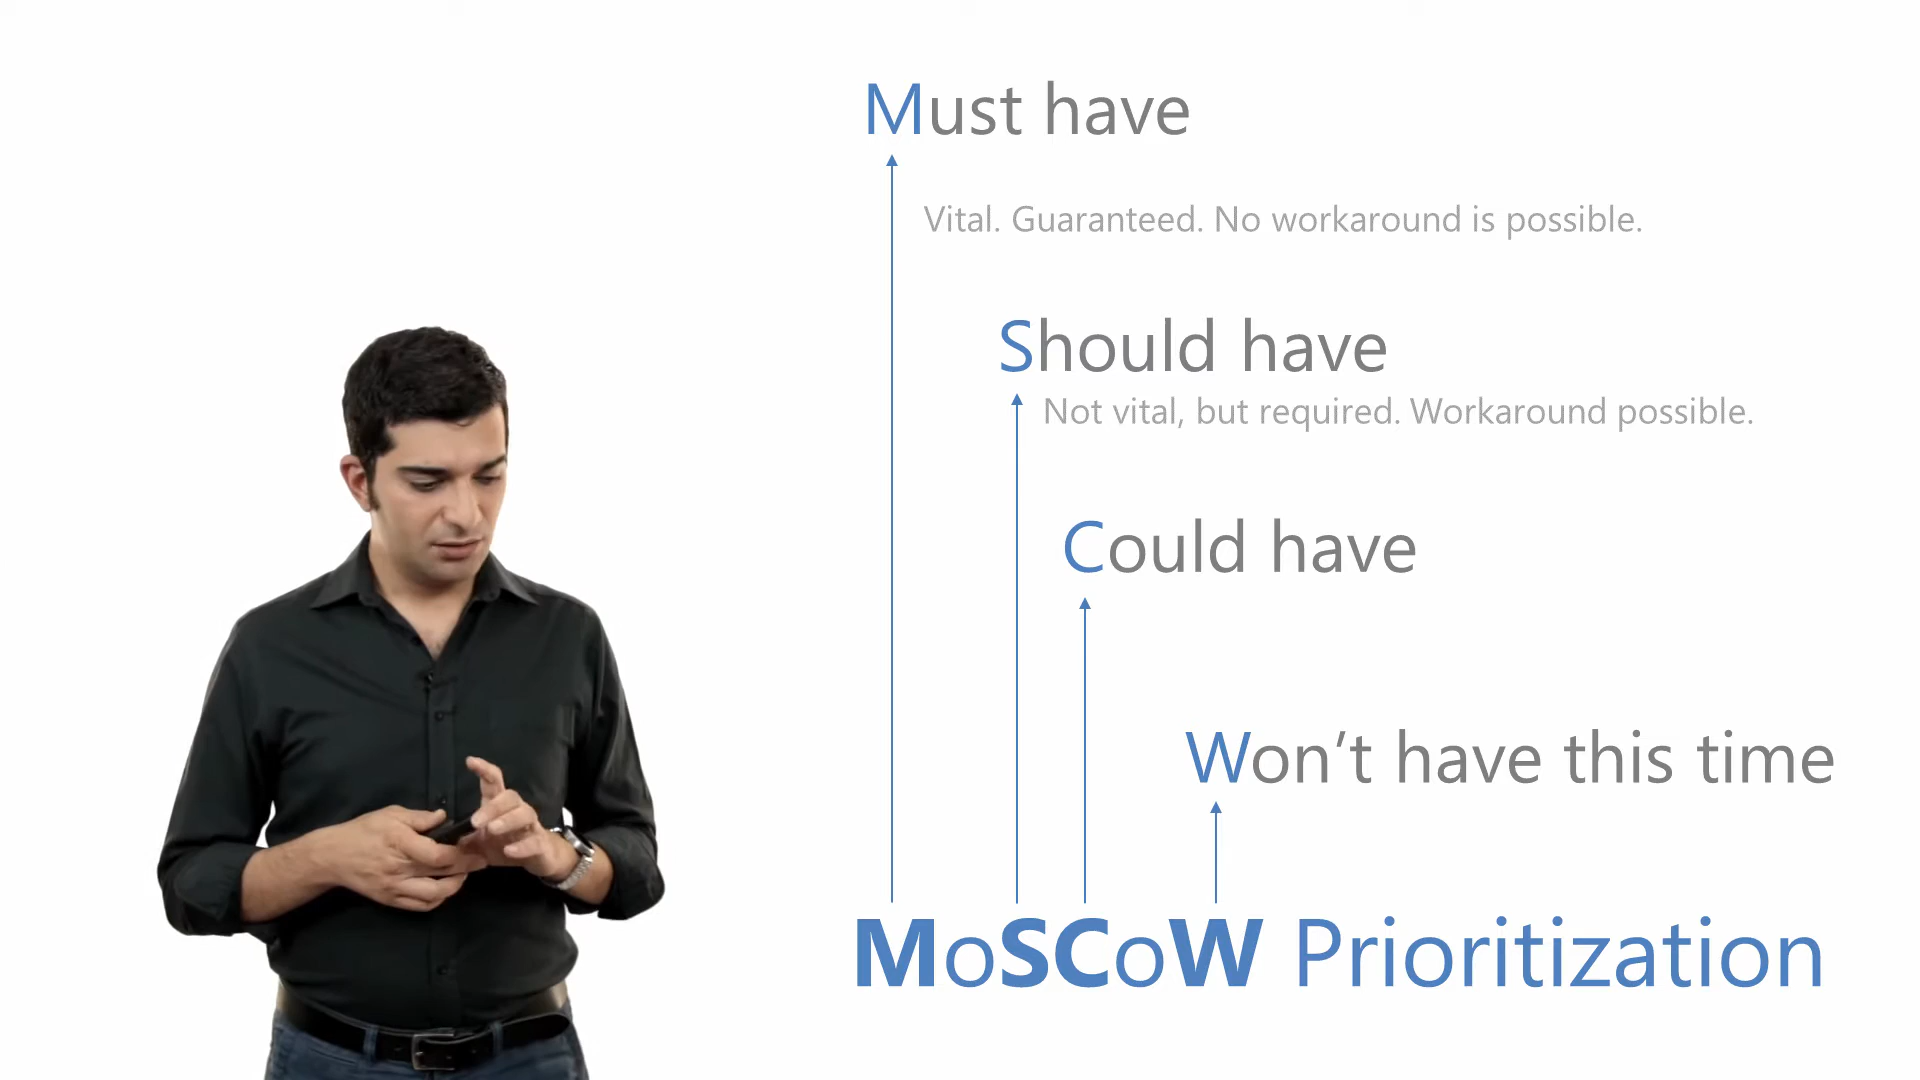 Must have
Vital. Guaranteed. No workaround is possible.
Should have
Not vital, but required. Workaround possible.
Could have
Won’t have this time
MoSCoW Prioritization